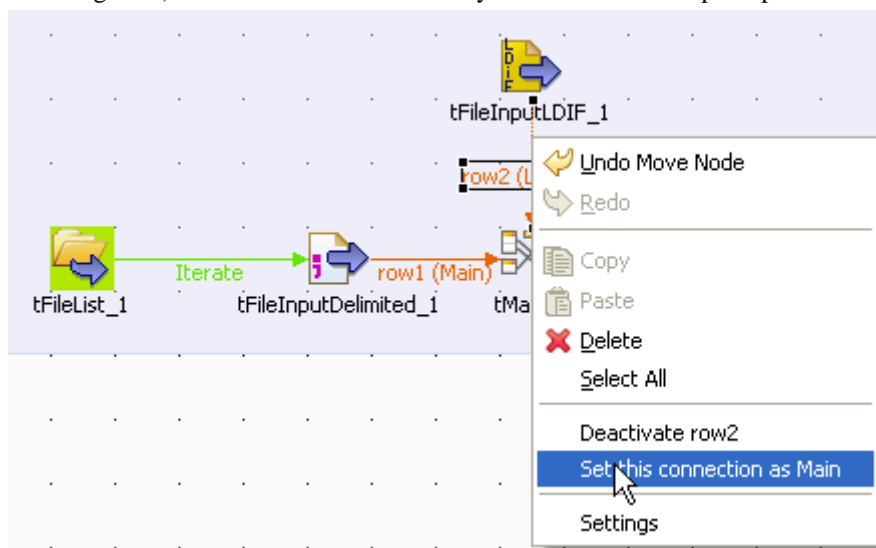 tFileInputLDIF_1
row2 (L
Iterate
row1 (Main)
tFileList_1
tFileInputDelimited_1
tMa
Undo Move Node
Redo
Copy
Paste
Delete
Select All
Deactivate row2
Set this connection as Main
Settings